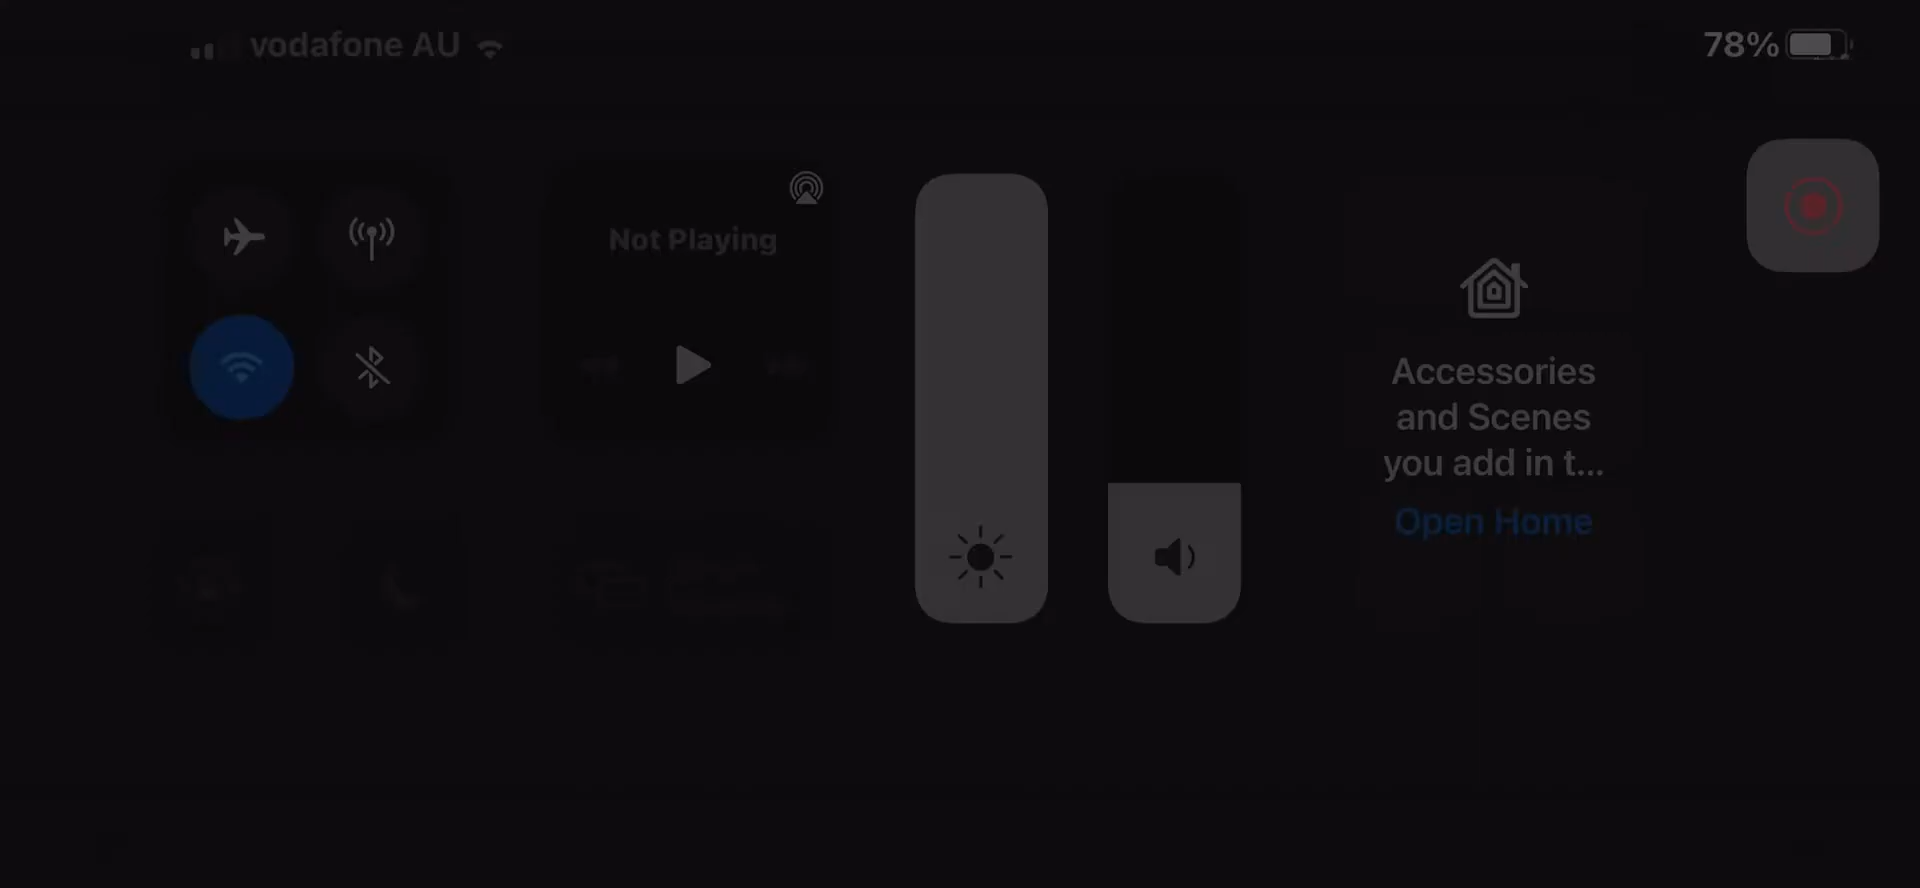 vodafone AU
78%
Not Playing
Accessories
and Scenes
you add in t...
Open Home